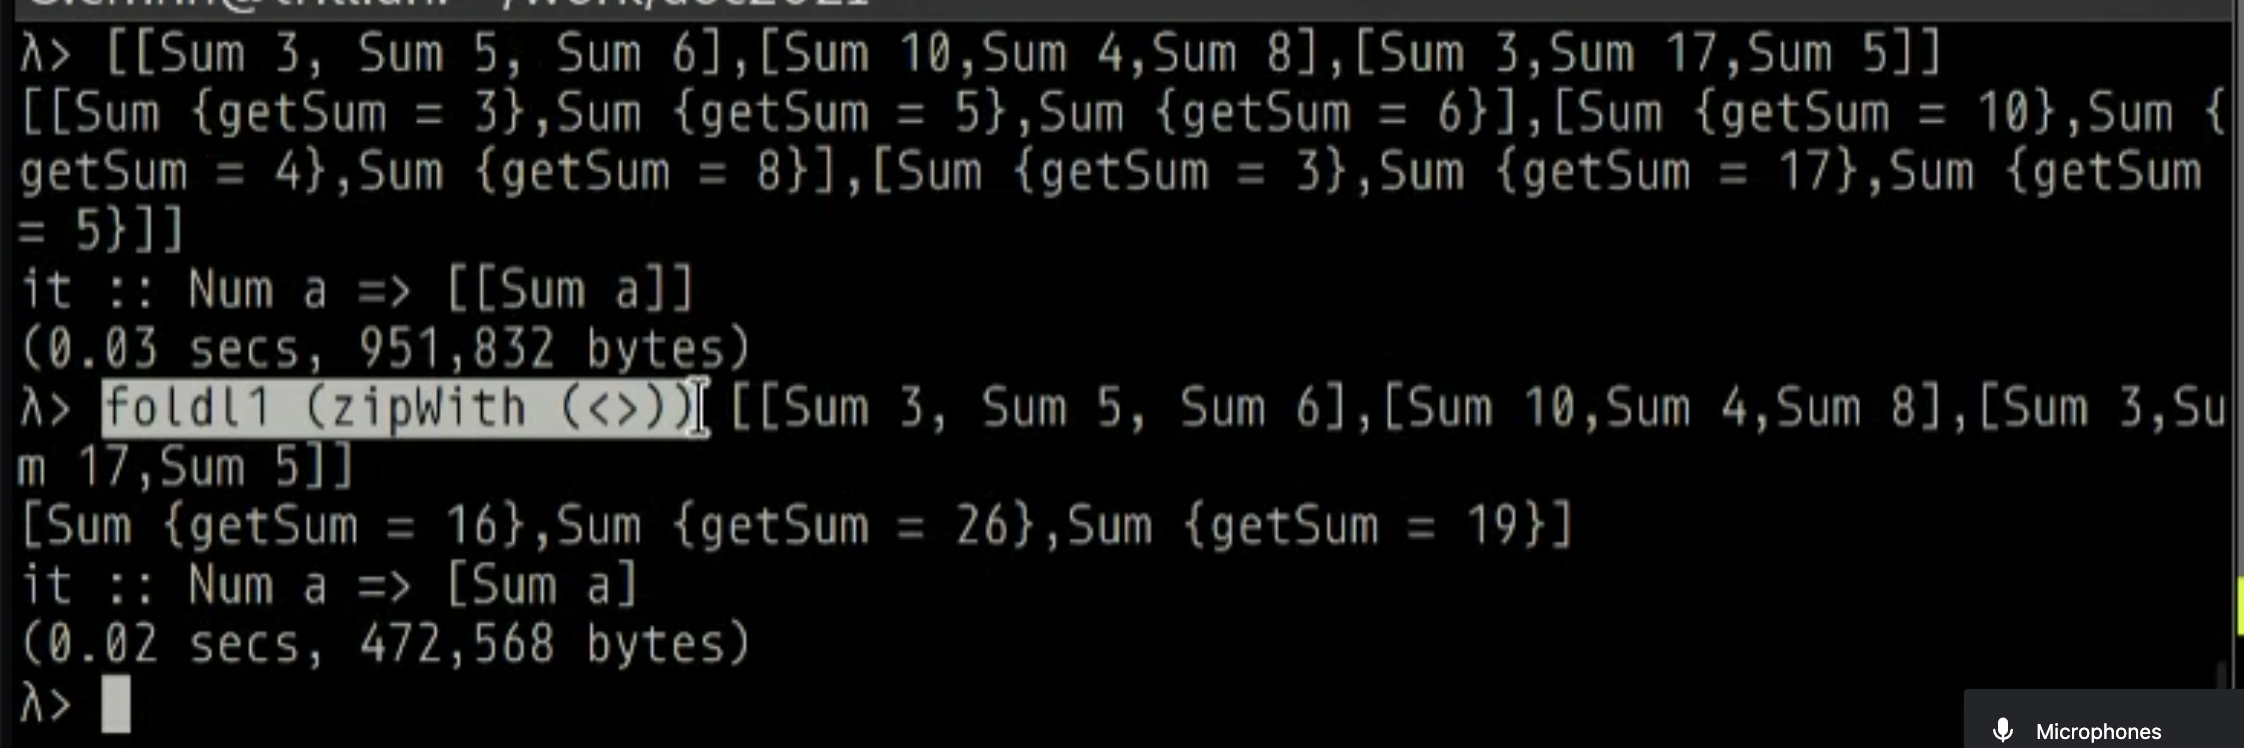 λ> [[Sum 3, Sum 5, Sum 6],[Sum 10,Sum 4,Sum 8],[Sum 3,Sum 17,Sum 5]]
[[Sum {getSum = 3},Sum {getSum = 5},Sum {getSum = 6}],[Sum {getSum = 10},Sum {
getSum = 4},Sum {getSum = 8}],[Sum {getSum = 3},Sum {getSum = 17},Sum {getSum
= 5}]]
it :: Num a => [[Sum a]]
(0.03 secs, 951,832 bytes)
λ> foldl1 (zipWith (<>)) [[Sum 3, Sum 5, Sum 6],[Sum 10,Sum 4,Sum 8],[Sum 3,Su
m 17,Sum 5]]
[Sum {getSum = 16},Sum {getSum = 26},Sum {getSum = 19}]
it :: Num a => [Sum a]
(0.02 secs, 472,568 bytes)
λ>
Microphones